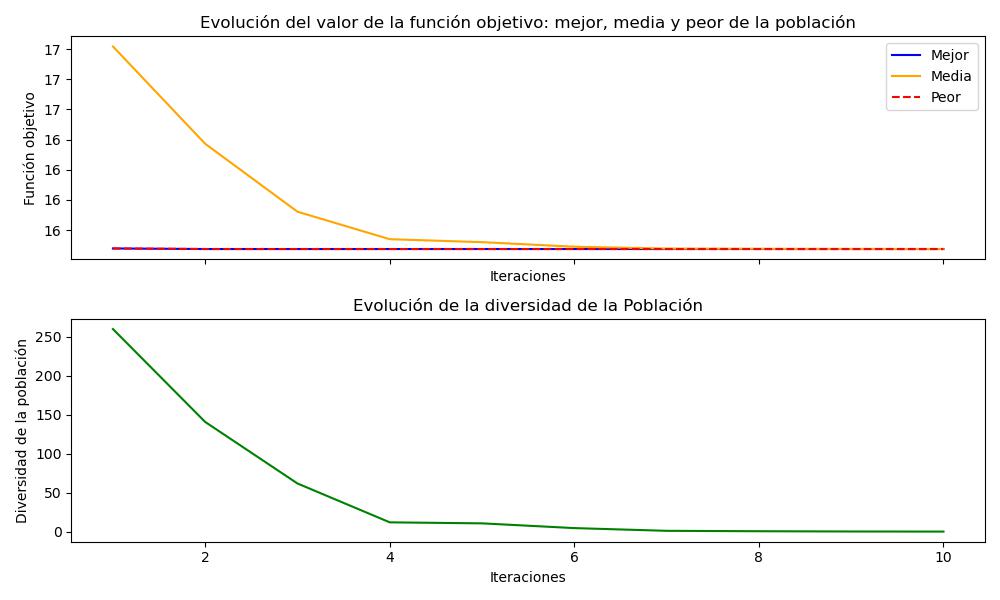 Evolución del valor de la función objetivo: mejor, media y peor de la población
Función objetivo
17
17
17
16
16
16
16
Mejor
Media
Peor
Iteraciones
Evolución de la diversidad de la Población
Diversidad de la población
250
200
150
100
50
0
2
4
6
8
10
Iteraciones